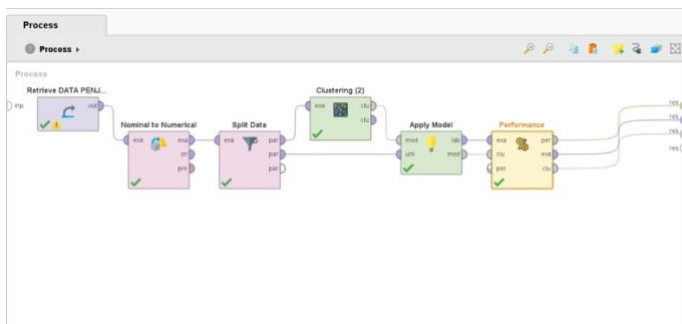 Process
Process
Process
Retrieve DATA PENJ...
Clustering (2)
inp
out
exa
clu
res
Nominal to Numerical
Split Data
clu
Apply Model
Performance
res
exa
exa
exa
par
mod
lab
exa
per
res
ori
par
unl
mod
clu
exa
res
pre
par
per
clu